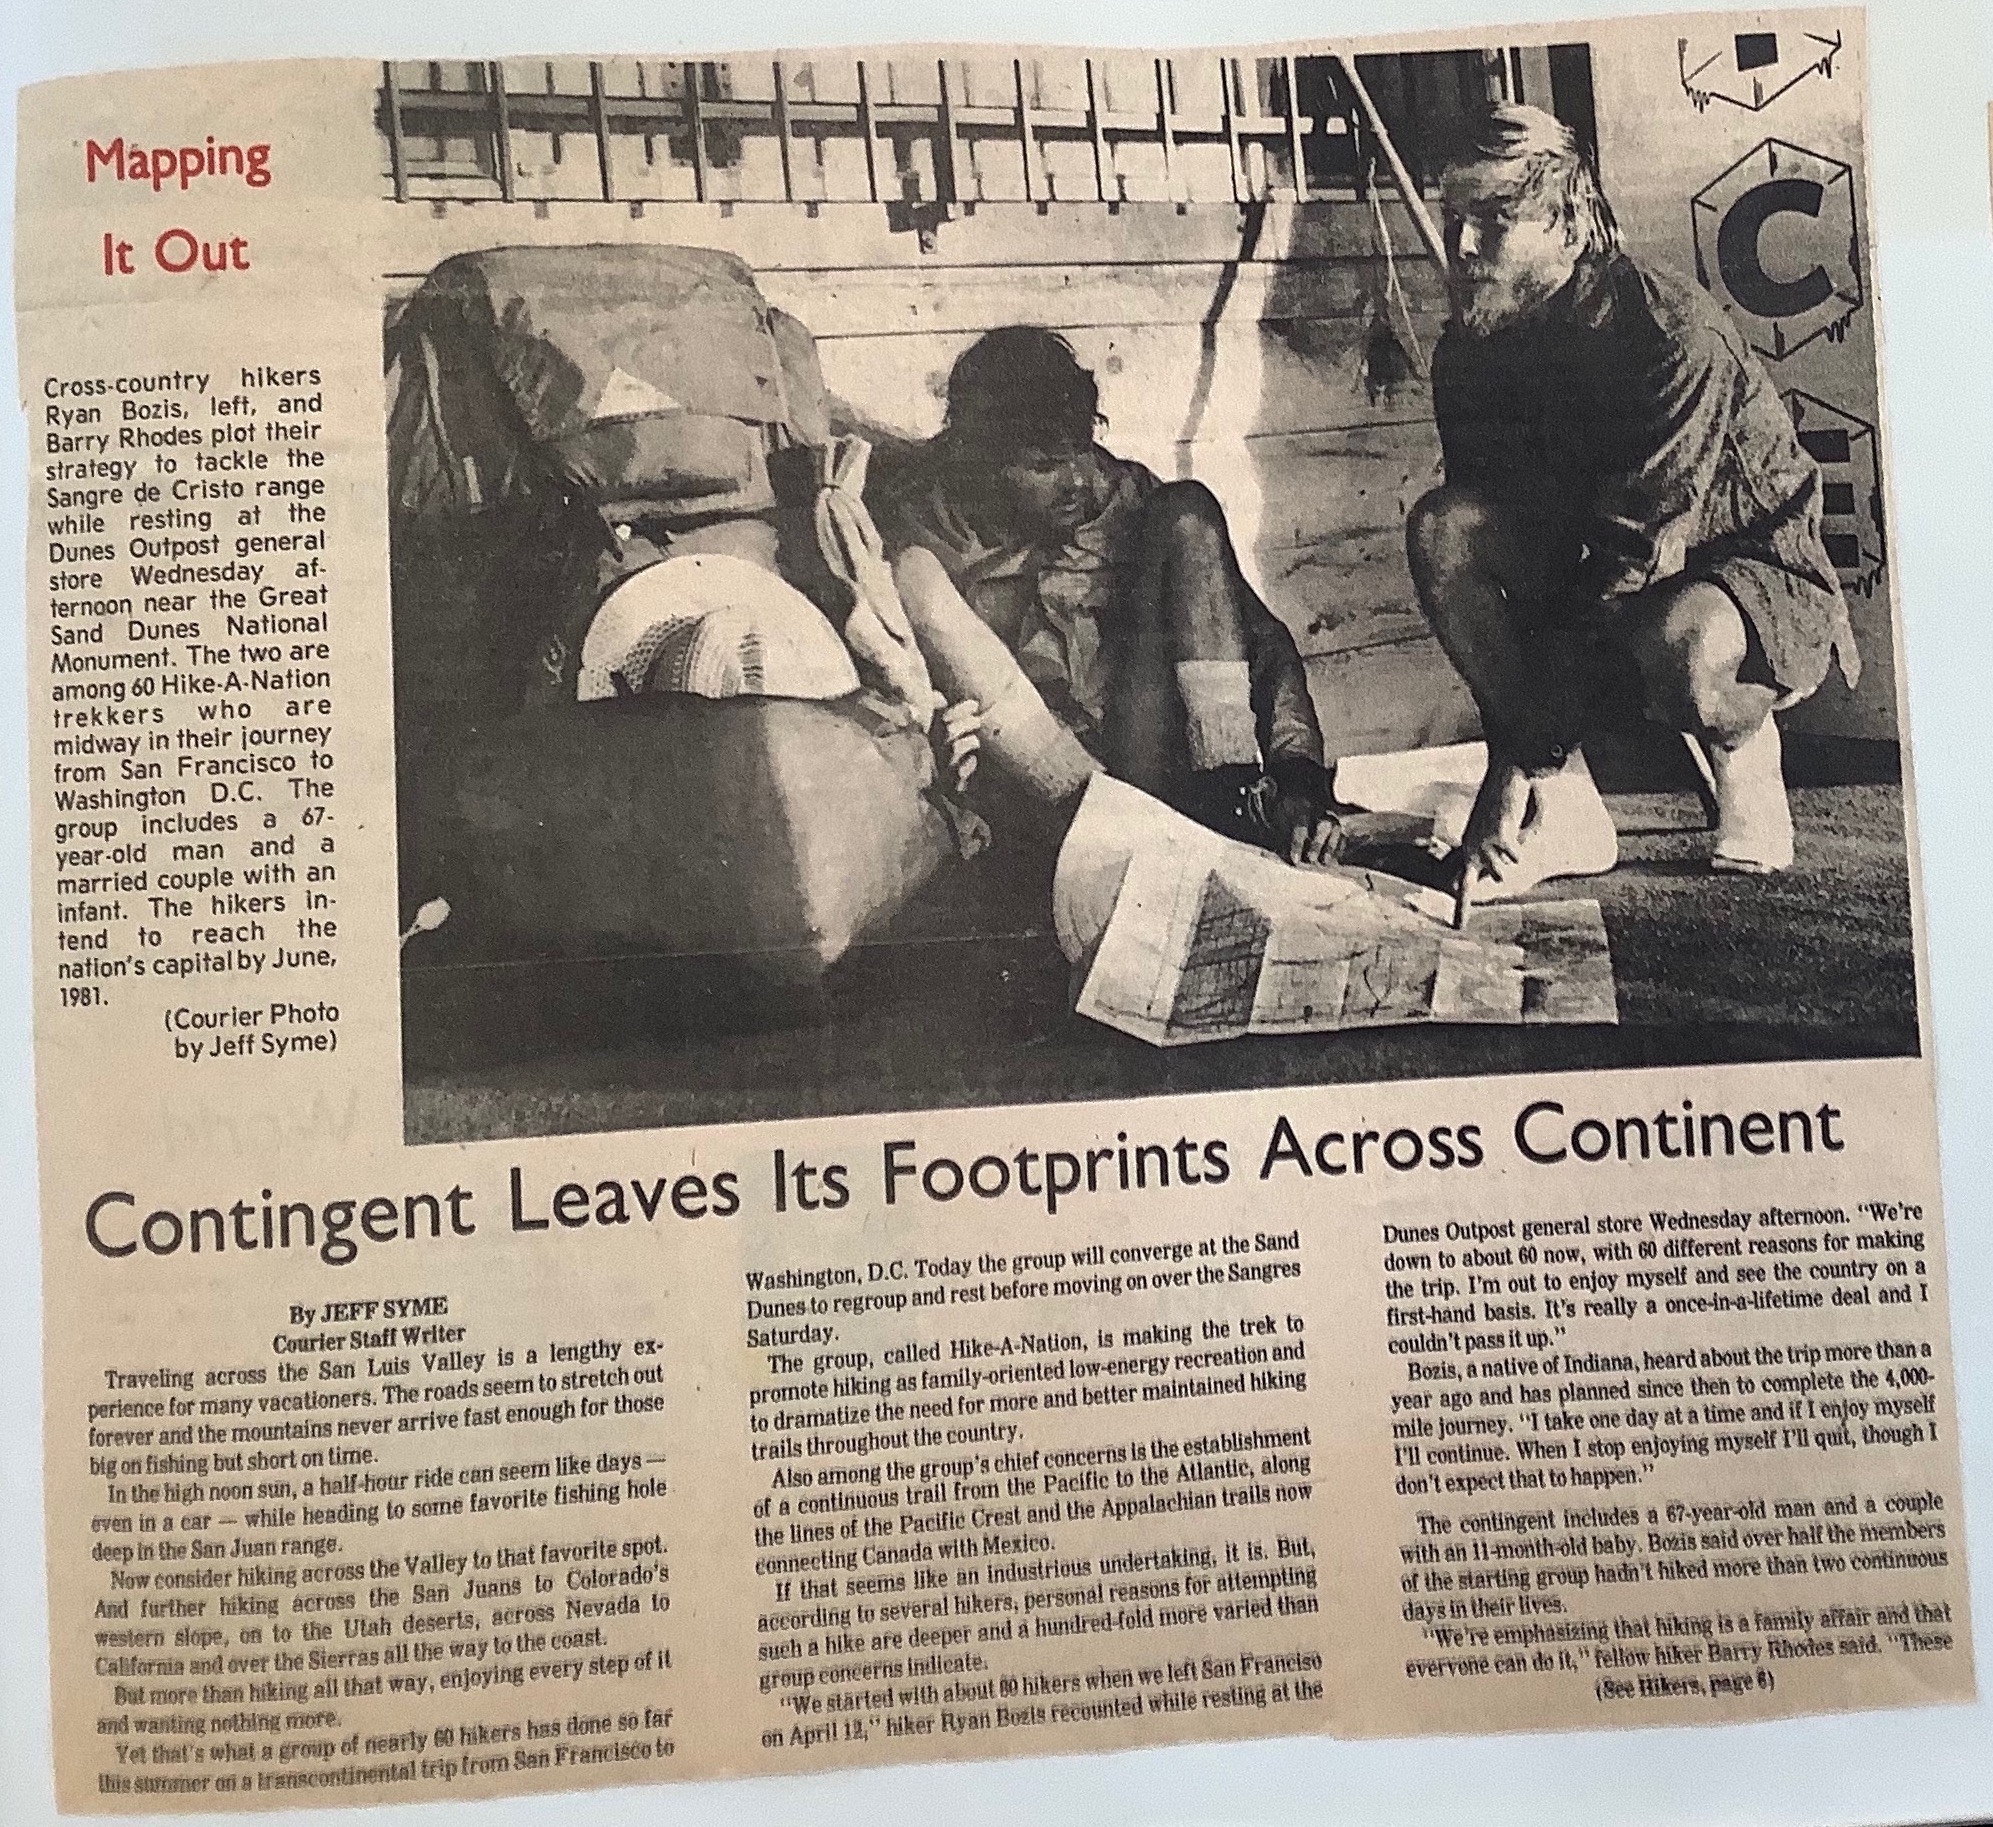 Mapping
It Out
Cross-country hikers
Ryan Bozis, left, and
Barry Rhodes plot their
strategy to tackle the
Sangre de Cristo range
while resting at the
Dunes Outpost general
store Wednesday af-
ternoon near the Great
Sand Dunes National
Monument. The two are
among 60 Hike-A-Nation
trekkers who are
midway in their journey
from San Francisco to
Washington D.C. The
group includes a 67-
year-old man and a
married couple with an
infant. The hikers in-
tend to reach the
nation's capital by June,
1981.
(Courier Photo
by Jeff Syme)
C
E
Contingent Leaves Its Footprints Across Continent
By JEFF SYME
Courier Staff Writer
Traveling across the San Luis Valley is a lengthy ex-
perience for many vacationers. The roads seem to stretch out
forever and the mountains never arrive fast enough for those
big on fishing but short on time.
In the high noon sun, a half-hour ride can seem like days —
even in a car — while heading to some favorite fishing hole
deep in the San Juan range.
Now consider hiking across the Valley to that favorite spot.
And further hiking across the San Juans to Colorado's
western slope, on to the Utah deserts, across Nevada to
California and over the Sierras all the way to the coast.
But more than hiking all that way, enjoying every step of it
and wanting nothing more.
Yet that's what a group of nearly 60 hikers has done so far
this summer on a transcontinental trip from San Francisco to
Washington, D.C. Today the group will converge at the Sand
Dunes to regroup and rest before moving on over the Sangres
Saturday.
The group, called Hike-A-Nation, is making the trek to
promote hiking as family-oriented low-energy recreation and
to dramatize the need for more and better maintained hiking
trails throughout the country.
Also among the group's chief concerns is the establishment
of a continuous trail from the Pacific to the Atlantic, along
the lines of the Pacific Crest and the Appalachian trails now
connecting Canada with Mexico.
If that seems like an industrious undertaking, it is. But,
according to several hikers, personal reasons for attempting
such a hike are deeper and a hundred-fold more varied than
group concerns indicate.
"We started with about 80 hikers when we left San Franciso
on April 12," hiker Ryan Bozis recounted while resting at the
Dunes Outpost general store Wednesday afternoon. "We're
down to about 60 now, with 60 different reasons for making
the trip. I'm out to enjoy myself and see the country on a
first-hand basis. It's really a once-in-a-lifetime deal and I
couldn't pass it up."
Bozis, a native of Indiana, heard about the trip more than a
year ago and has planned since then to complete the 4,000-
mile journey. "I take one day at a time and if I enjoy myself
I'll continue. When I stop enjoying myself I'll quit, though I
don't expect that to happen."
The contingent includes a 67-year-old man and a couple
with an 11-month-old baby. Bozis said over half the members
of the starting group hadn't hiked more than two continuous
days in their lives.
"We're emphasizing that hiking is a family affair and that
everyone can do it," fellow hiker Barry Rhodes said. "These
(See Hikers, page 6)